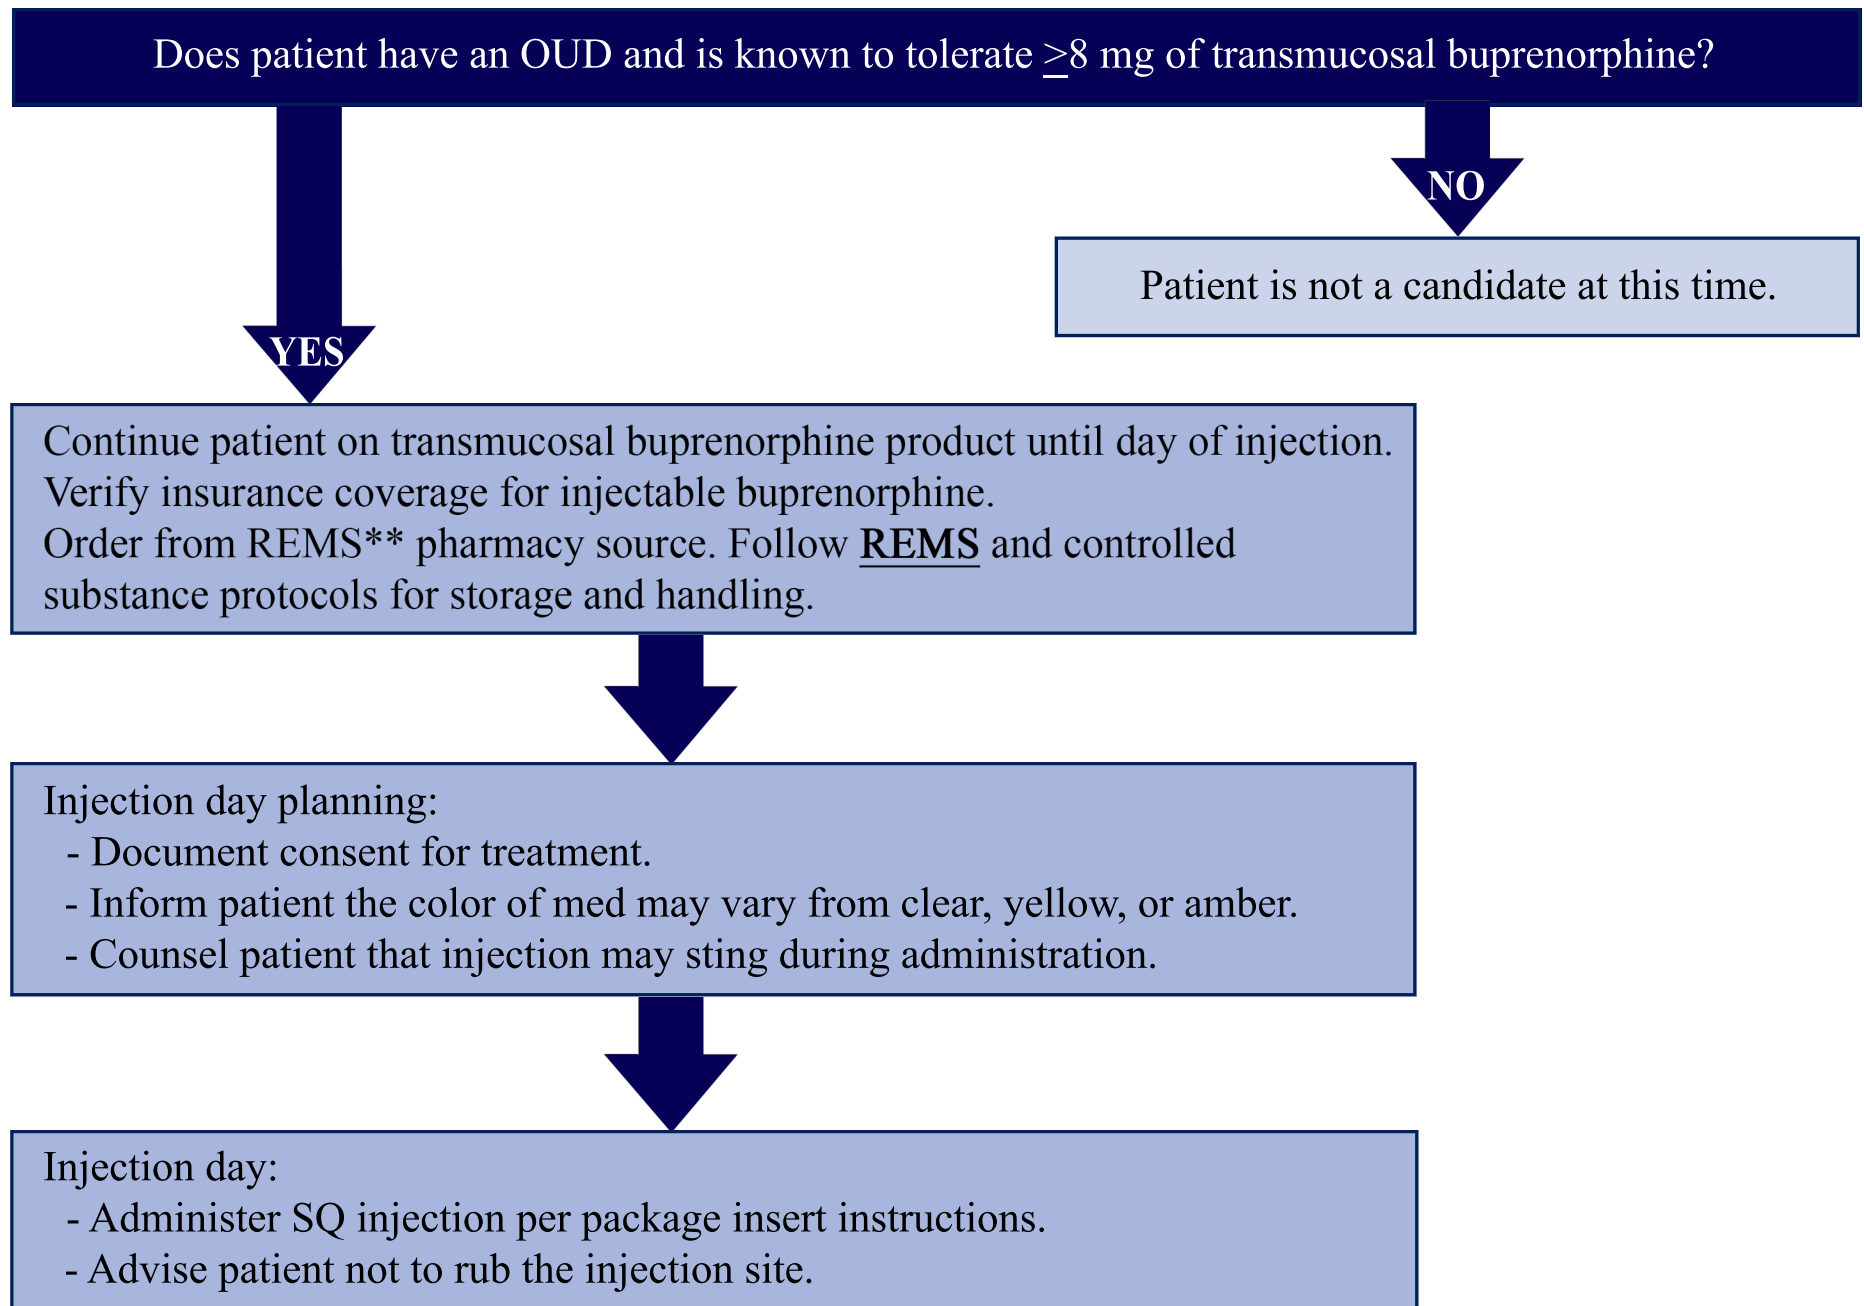 Does patient have an OUD and is known to tolerate ≥8 mg of transmucosal buprenorphine?
NO
Patient is not a candidate at this time.
YES
Continue patient on transmucosal buprenorphine product until day of injection.
Verify insurance coverage for injectable buprenorphine.
Order from REMS** pharmacy source. Follow REMS and controlled
substance protocols for storage and handling.
Injection day planning:
- Document consent for treatment.
- Inform patient the color of med may vary from clear, yellow, or amber.
- Counsel patient that injection may sting during administration.
Injection day:
- Administer SQ injection per package insert instructions.
- Advise patient not to rub the injection site.